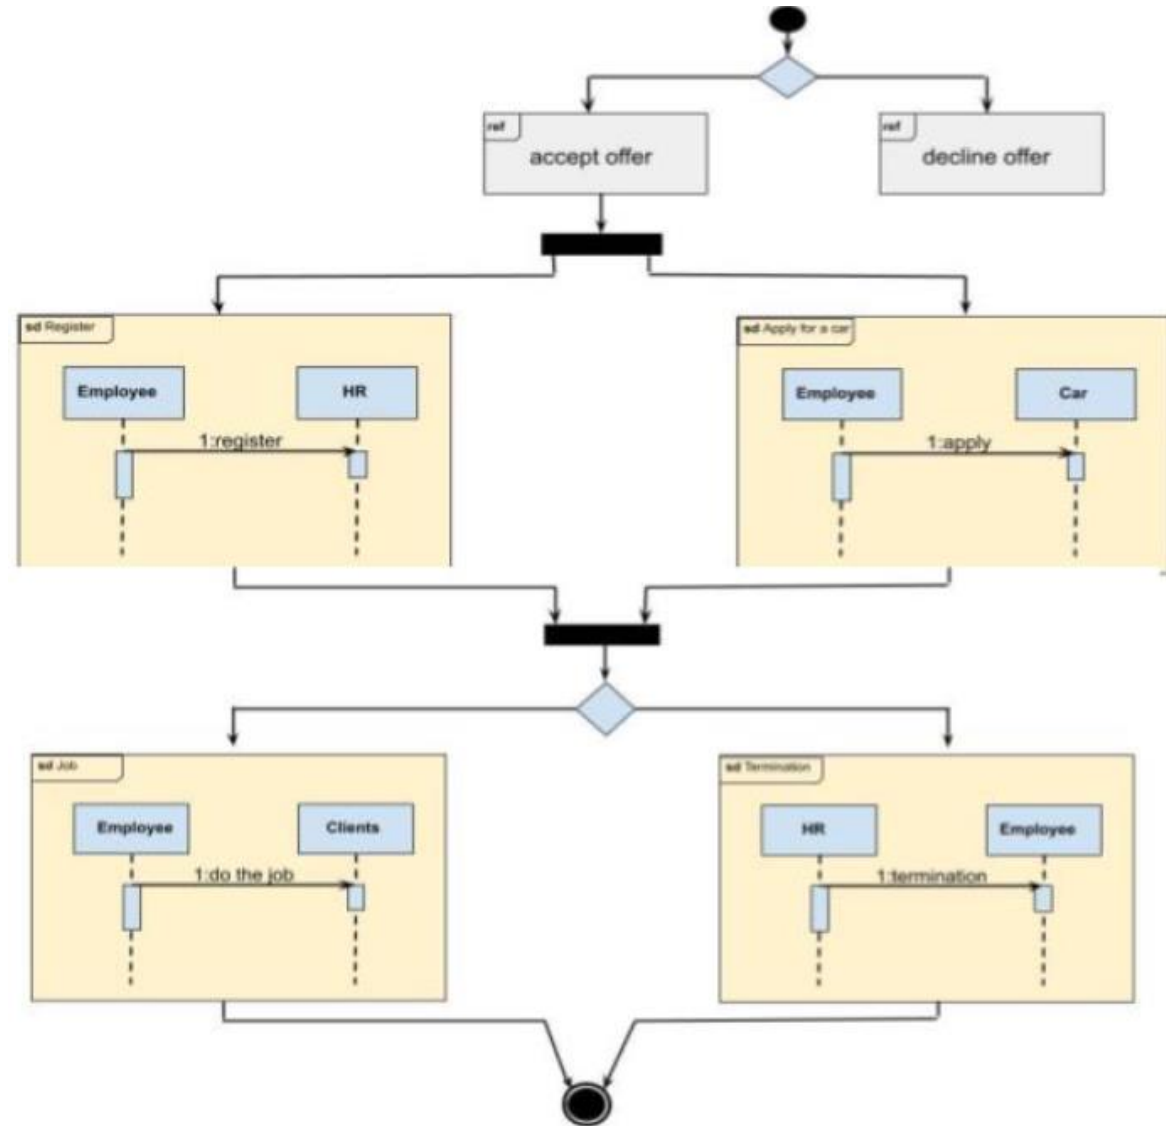 ref
accept offer
ref
decline offer
sd Register
Employee
HR
1:register
sd Apply for a car
Employee
Car
1:apply
sd Job
Employee
Clients
1:do the job
sd Termination
HR
Employee
1:termination